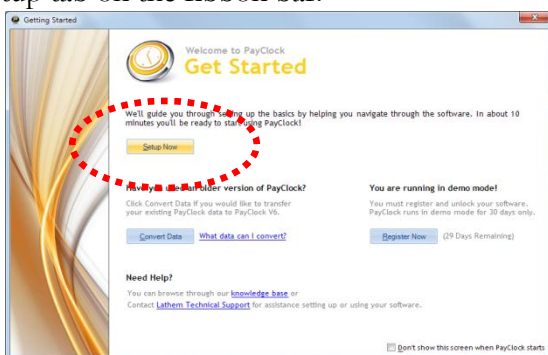 tup tab on the ribbon bar.
Getting Started
Welcome to PayClock
Get Started
We'll guide you through setting up the basics by helping you navigate through the software. In about 10
minutes you'll be ready to start using PayClock!
Setup Now
Have you used an older version of PayClock?
Click Convert Data if you would like to transfer
your existing PayClock data to PayClock V6.
Convert Data What data can I convert?
You are running in demo mode!
You must register and unlock your software.
PayClock runs in demo mode for 30 days only.
Register Now (29 Days Remaining)
Need Help?
You can browse through our knowledge base or
Contact Lathem Technical Support for assistance setting up or using your software.
Don't show this screen when PayClock starts